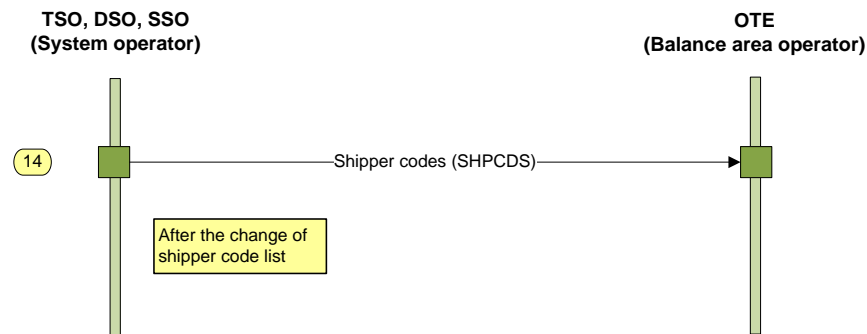 TSO, DSO, SSO
(System operator)
OTE
(Balance area operator)
14
Shipper codes (SHPCDS)
After the change of
shipper code list